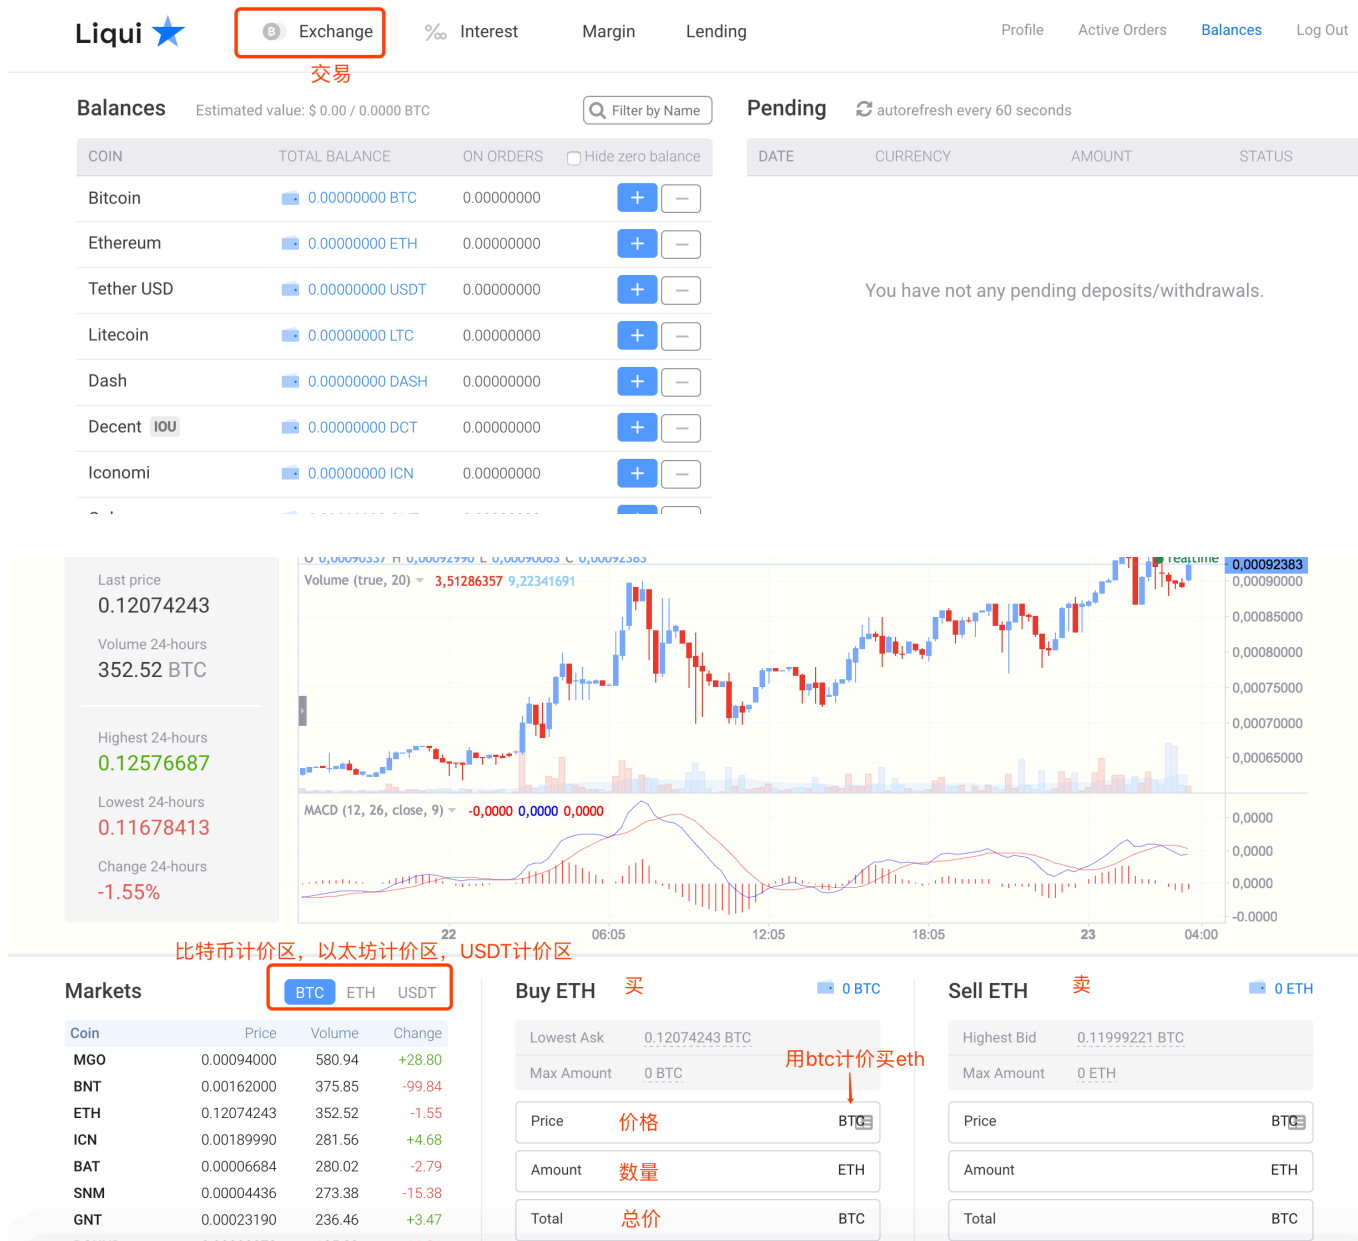 Liqui Exchange Interest Margin Lending Profile Active Orders Balances Log Out
交易
Balances Estimated value: $ 0.00 / 0.0000 BTC Filter by Name
COIN TOTAL BALANCE ON ORDERS Hide zero balance
Bitcoin 0.00000000 BTC 0.00000000 + −
Ethereum 0.00000000 ETH 0.00000000 + −
Tether USD 0.00000000 USDT 0.00000000 + −
Litecoin 0.00000000 LTC 0.00000000 + −
Dash 0.00000000 DASH 0.00000000 + −
Decent IOU 0.00000000 DCT 0.00000000 + −
Iconomi 0.00000000 ICN 0.00000000 + −
Pending autorefresh every 60 seconds
DATE CURRENCY AMOUNT STATUS
You have not any pending deposits/withdrawals.
Last price
0.12074243
Volume 24-hours
352.52 BTC
Highest 24-hours
0.12576687
Lowest 24-hours
0.11678413
Change 24-hours
-1.55%
O 0,00090337 H 0,00092990 L 0,00090063 C 0,00092383 realtime
Volume (true, 20) 3,51286357 9,22341691
0,00092383
0,00090000
0,00085000
0,00080000
0,00075000
0,00070000
0,00065000
MACD (12, 26, close, 9) -0,0000 0,0000 0,0000
0,0000
0,0000
0,0000
-0.0000
22 06:05 12:05 18:05 23 04:00
比特币计价区，以太坊计价区，USDT计价区
Markets BTC ETH USDT
Coin Price Volume Change
MGO 0.00094000 580.94 +28.80
BNT 0.00162000 375.85 -99.84
ETH 0.12074243 352.52 -1.55
ICN 0.00189990 281.56 +4.68
BAT 0.00006684 280.02 -2.79
SNM 0.00004436 273.38 -15.38
GNT 0.00023190 236.46 +3.47
Buy ETH 买 0 BTC
Lowest Ask 0.12074243 BTC
用btc计价买eth
Max Amount 0 BTC
Price 价格 BTC
Amount 数量 ETH
Total 总价 BTC
Sell ETH 卖 0 ETH
Highest Bid 0.11999221 BTC
Max Amount 0 ETH
Price BTC
Amount ETH
Total BTC